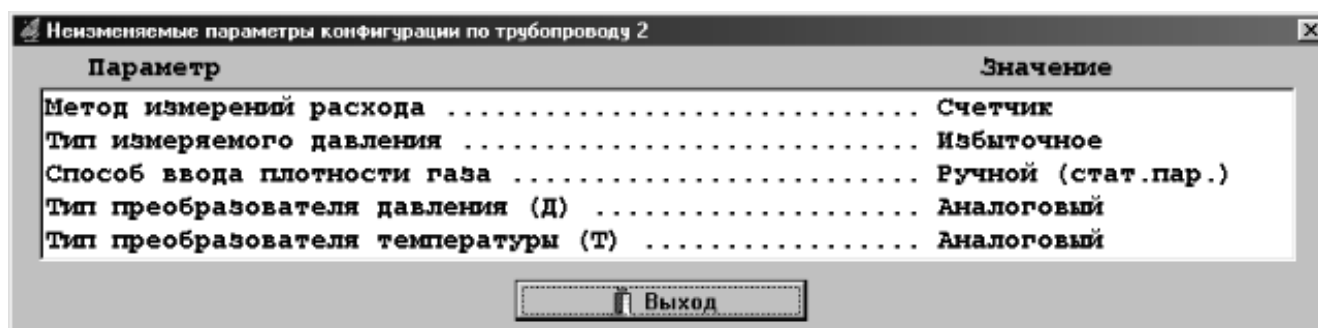 Неизменяемые параметры конфигурации по трубопроводу 2
Параметр Значение
Метод измерений расхода ............................. Счетчик
Тип измеряемого давления ............................ Избыточное
Способ ввода плотности газа ......................... Ручной (стат.пар.)
Тип преобразователя давления (Д) .................... Аналоговый
Тип преобразователя температуры (Т) ................. Аналоговый
Выход